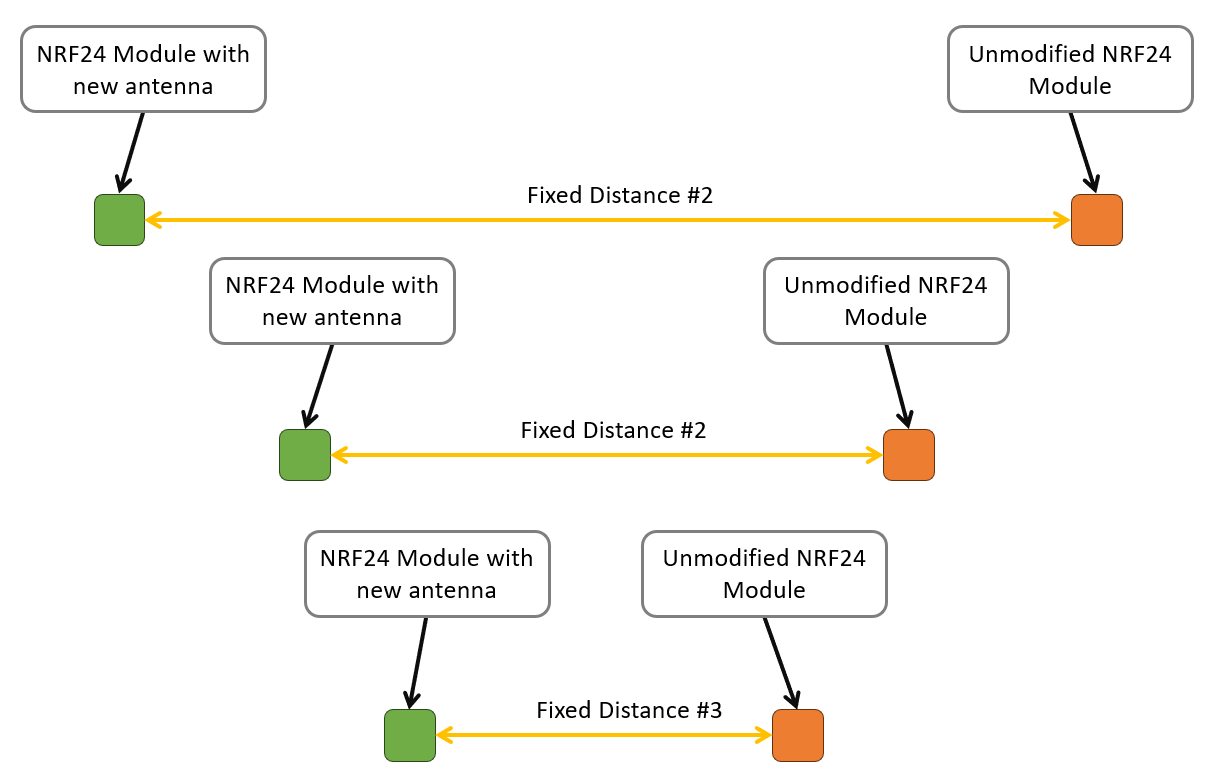 NRF24 Module with
new antenna
Unmodified NRF24
Module
Fixed Distance #2
NRF24 Module with
new antenna
Unmodified NRF24
Module
Fixed Distance #2
NRF24 Module with
new antenna
Unmodified NRF24
Module
Fixed Distance #3